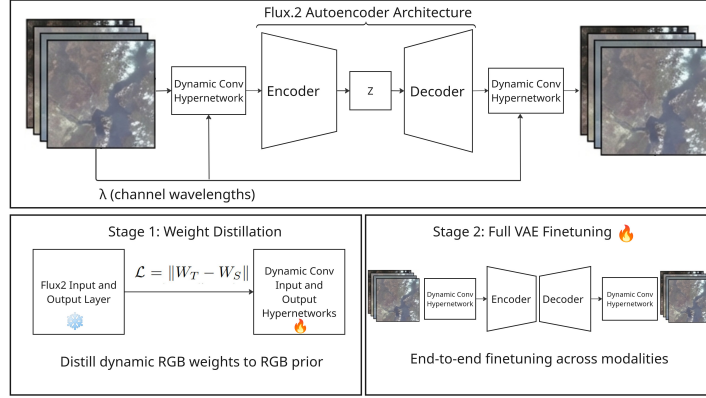 Flux.2 Autoencoder Architecture
Dynamic Conv
Hypernetwork
Encoder
Z
Decoder
Dynamic Conv
Hypernetwork
λ (channel wavelengths)
Stage 1: Weight Distillation
Flux2 Input and
Output Layer
ℒ = ‖W_T − W_S‖
Dynamic Conv
Input and
Output
Hypernetworks
Distill dynamic RGB weights to RGB prior
Stage 2: Full VAE Finetuning 🔥
Dynamic Conv
Hypernetwork
Encoder
Decoder
Dynamic Conv
Hypernetwork
End-to-end finetuning across modalities